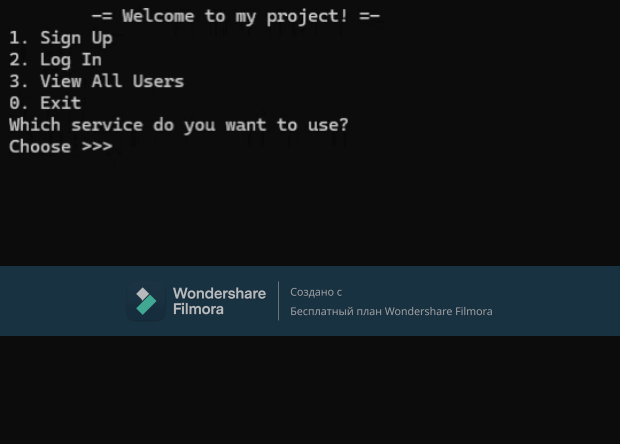 -= Welcome to my project! =-
1. Sign Up
2. Log In
3. View All Users
0. Exit
Which service do you want to use?
Choose >>>
Wondershare
Filmora
Создано с
Бесплатный план Wondershare Filmora